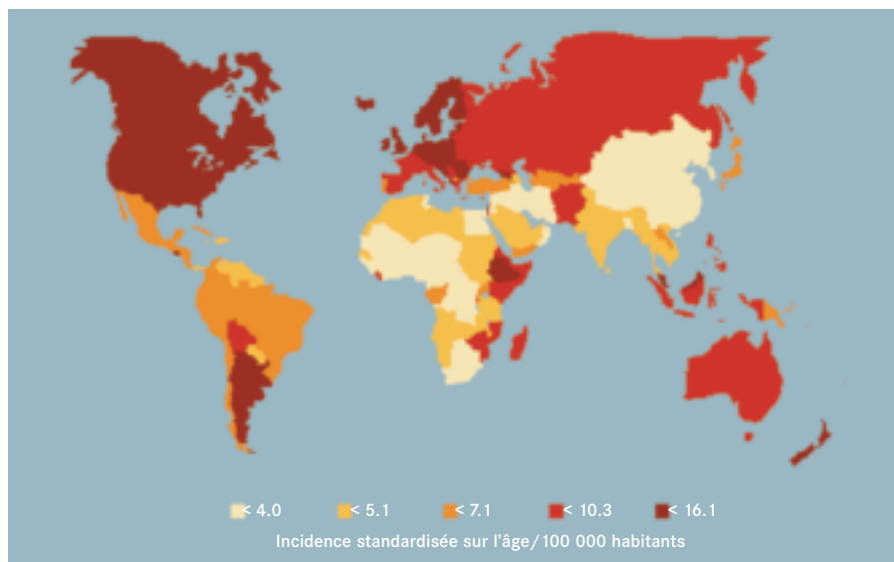 < 4.0 < 5.1 < 7.1 < 10.3 < 16.1
Incidence standardisée sur l'âge/100 000 habitants